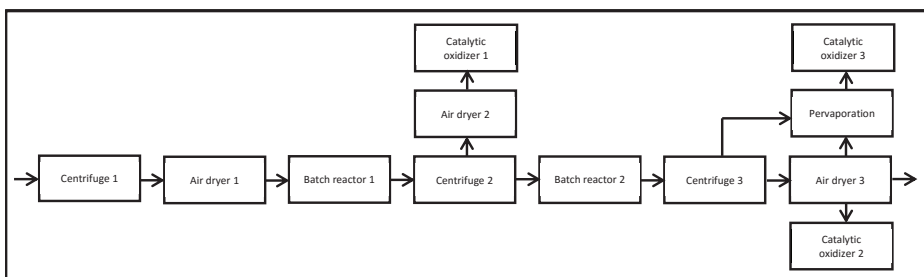 Catalytic
oxidizer 1
Catalytic
oxidizer 3
Air dryer 2
Pervaporation
Centrifuge 1
Air dryer 1
Batch reactor 1
Centrifuge 2
Batch reactor 2
Centrifuge 3
Air dryer 3
Catalytic
oxidizer 2